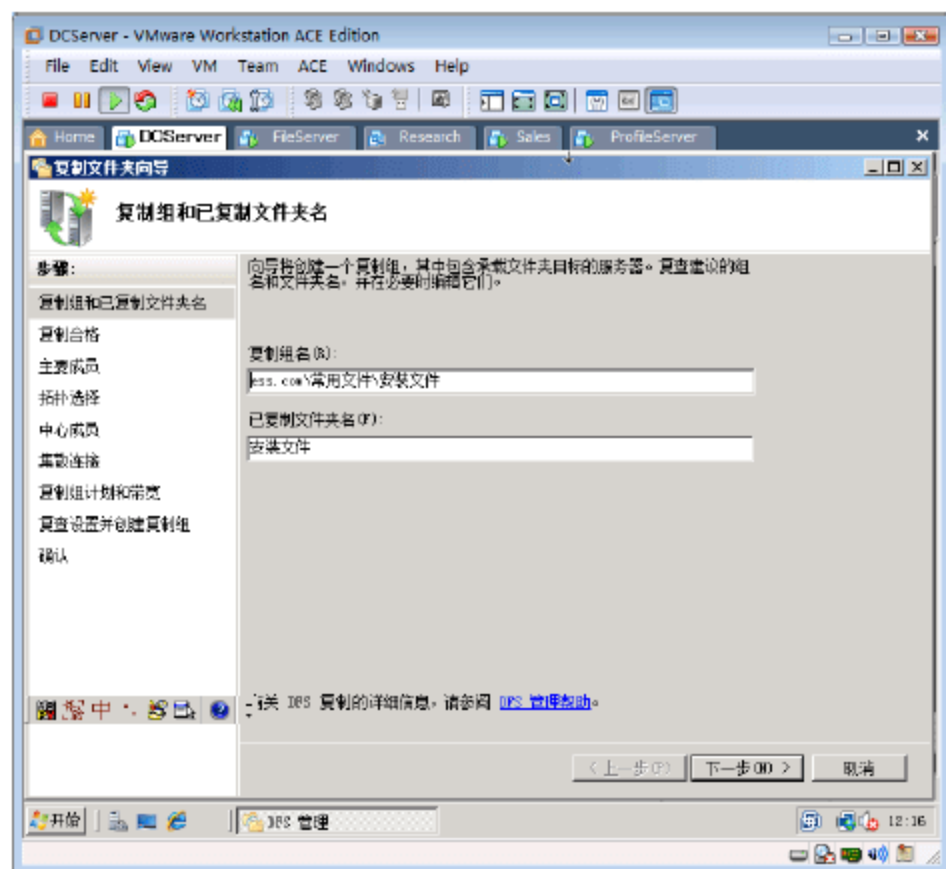 DCServer - VMware Workstation ACE Edition
File Edit View VM Team ACE Windows Help
Home DCServer FileServer Research Sales ProfileServer
复制文件夹向导
复制组和已复制文件夹名
步骤:
复制组和已复制文件夹名
复制合格
主要成员
拓扑选择
中心成员
集散连接
复制组计划和带宽
复查设置并创建复制组
确认
向导将创建一个复制组，其中包含承载文件夹目标的服务器。复查建议的组
名和文件夹名，并在必要时编辑它们。
复制组名(R):
ess.com\常用文件\安装文件
已复制文件夹名(F):
安装文件
有关 DFS 复制的详细信息，请参阅 DFS 管理帮助。
中
< 上一步(P) 下一步(N) > 取消
开始 DFS 管理 12:16